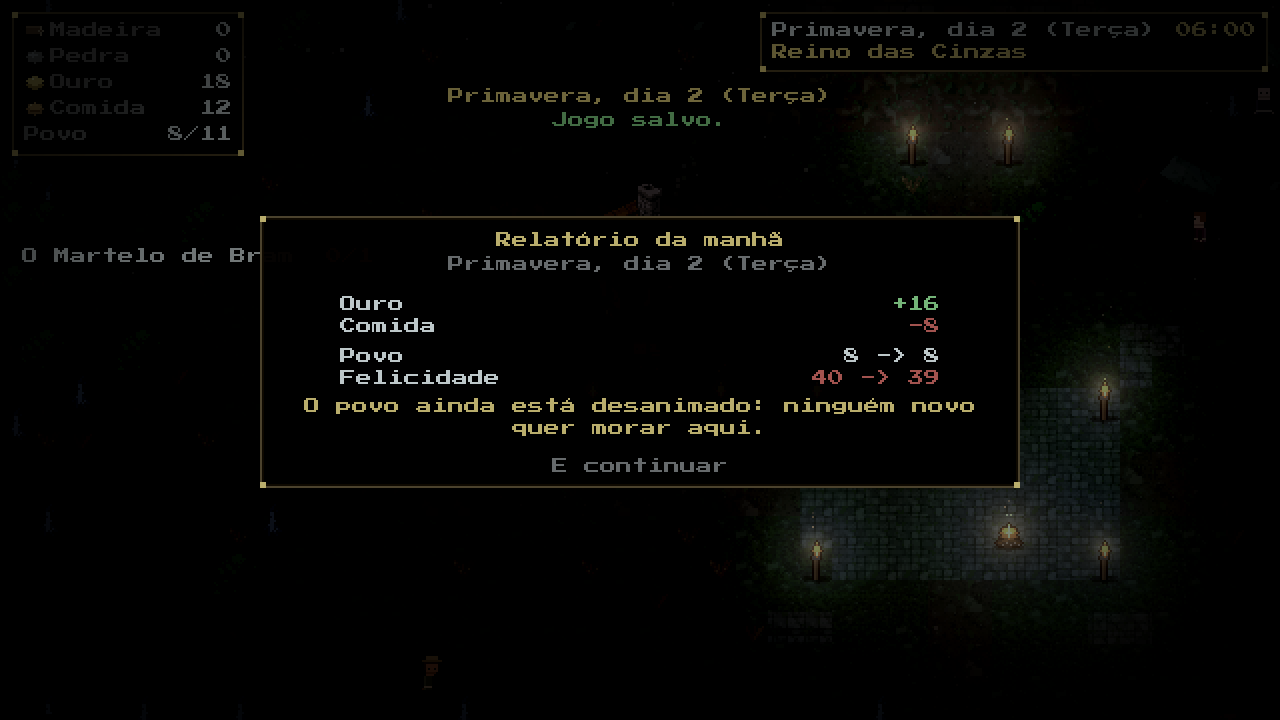 Madeira 0
Pedra 0
Ouro 18
Comida 12
Povo 8/11
Primavera, dia 2 (Terça) 06:00
Reino das Cinzas
Primavera, dia 2 (Terça)
Jogo salvo.
O Martelo de Br
Relatório da manhã
Primavera, dia 2 (Terça)
Ouro +16
Comida -8
Povo 8 -> 8
Felicidade 40 -> 39
O povo ainda está desanimado: ninguém novo
quer morar aqui.
E continuar